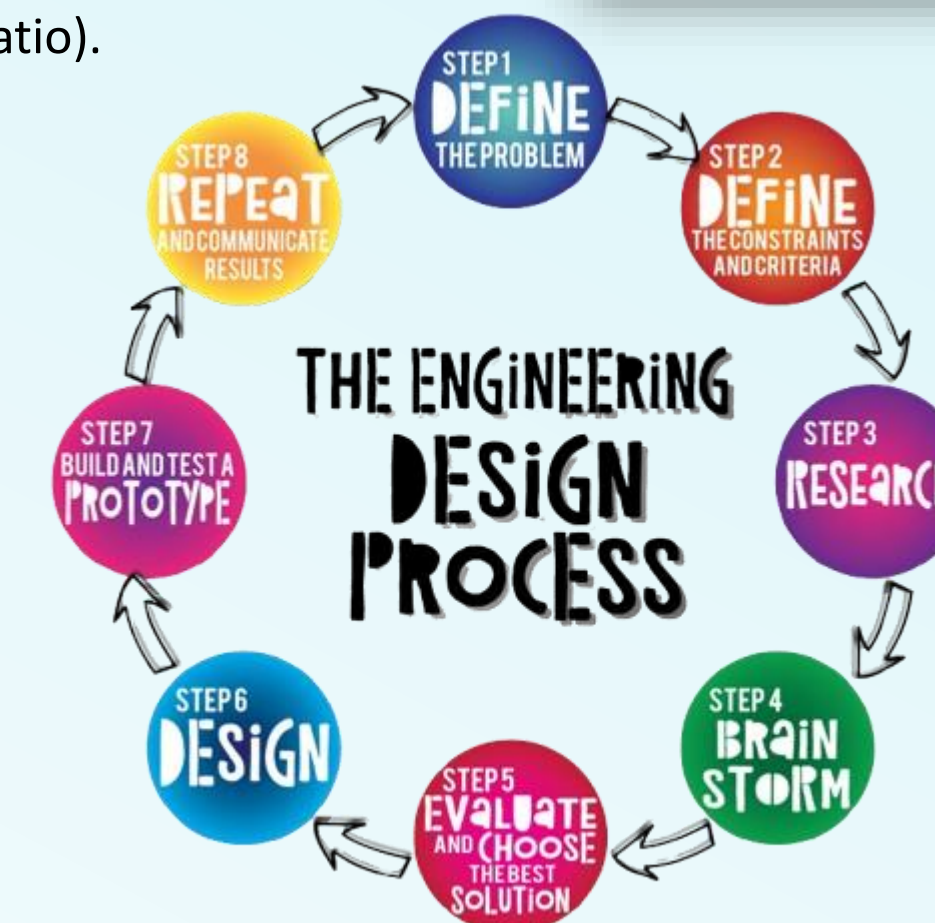 atio).
STEP 1
DEFiNE
THE PROBLEM
STEP 2
DEFiNE
THE CONSTRAINTS
AND CRITERIA
STEP 3
RESEaRC
STEP 4
BRaiN
STORM
STEP 5
EVALUaTE
AND CHOOSE
THE BEST
SOLUTiON
STEP 6
DESiGN
STEP 7
BUILD AND TEST A
PROTOTYPE
STEP 8
REPEaT
AND COMMUNICATE
RESULTS
THE ENGiNEERiNG
DESiGN
PROCESS